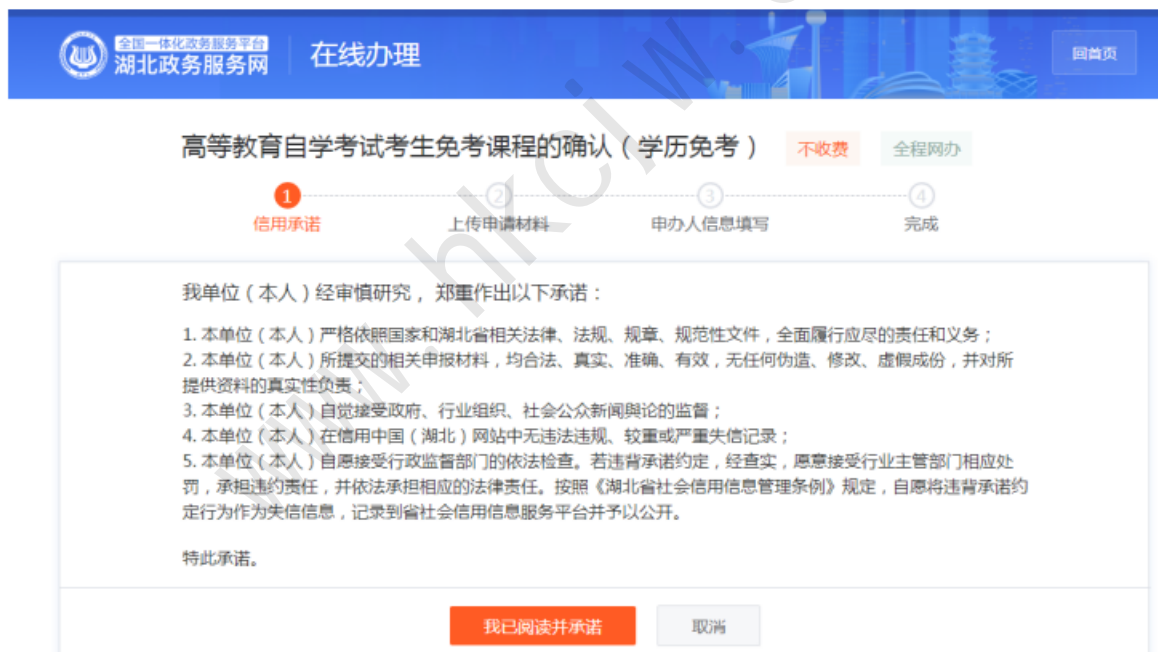 全国一体化政务服务平台
湖北政务服务网
在线办理
回首页
高等教育自学考试考生免考课程的确认（学历免考）
不收费
全程网办
1
2
3
4
信用承诺
上传申请材料
申办人信息填写
完成
我单位（本人）经审慎研究，郑重作出以下承诺：
1. 本单位（本人）严格依照国家和湖北省相关法律、法规、规章、规范性文件，全面履行应尽的责任和义务；
2. 本单位（本人）所提交的相关申报材料，均合法、真实、准确、有效，无任何伪造、修改、虚假成份，并对所
提供资料的真实性负责；
3. 本单位（本人）自觉接受政府、行业组织、社会公众新闻舆论的监督；
4. 本单位（本人）在信用中国（湖北）网站中无违法违规、较重或严重失信记录；
5. 本单位（本人）自愿接受行政监督部门的依法检查。若违背承诺约定，经查实，愿意接受行业主管部门相应处
罚，承担违约责任，并依法承担相应的法律责任。按照《湖北省社会信用信息管理条例》规定，自愿将违背承诺约
定行为作为失信信息，记录到省社会信用信息服务平台并予以公开。
特此承诺。
我已阅读并承诺
取消